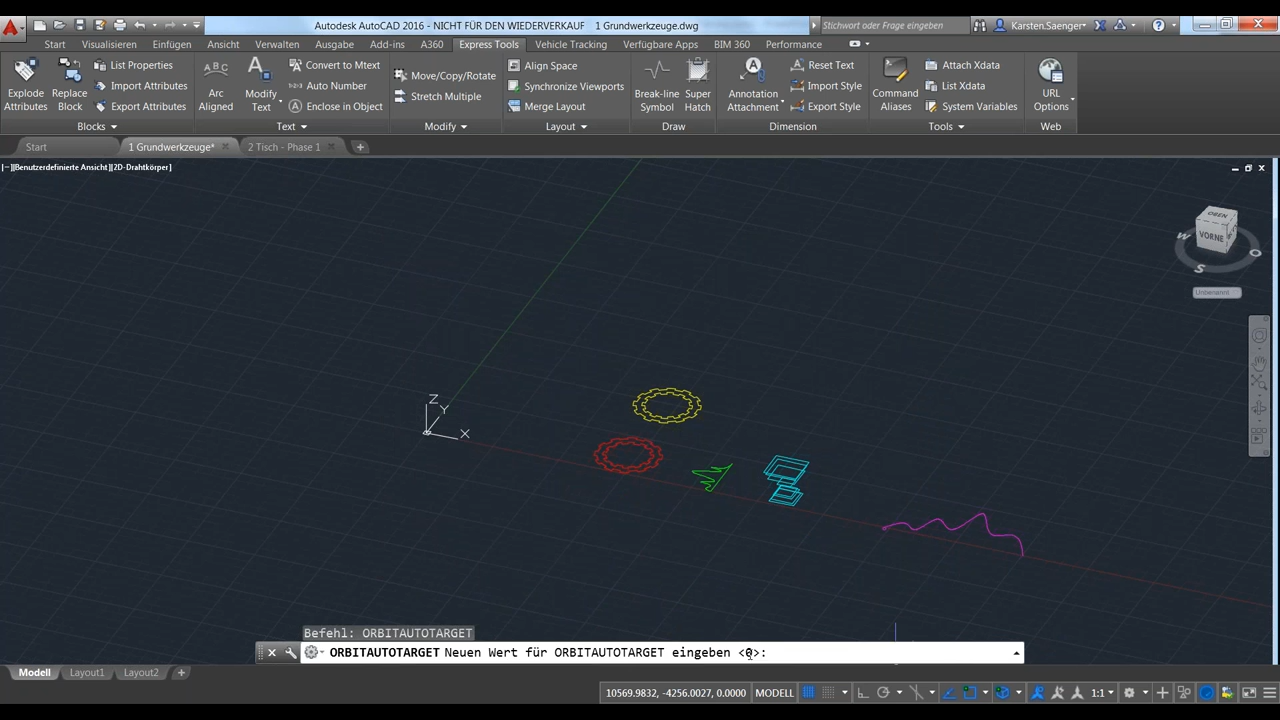 Autodesk AutoCAD 2016 - NICHT FÜR DEN WIEDERVERKAUF 1 Grundwerkzeuge.dwg
Stichwort oder Frage eingeben
Karsten.Saenger
Start Visualisieren Einfügen Ansicht Verwalten Ausgabe Add-ins A360 Express Tools Vehicle Tracking Verfügbare Apps BIM 360 Performance
Explode Attributes
Replace Block
List Properties
Import Attributes
Export Attributes
Blocks
ABC
Arc Aligned
Modify Text
Convert to Mtext
Auto Number
Enclose in Object
Text
Move/Copy/Rotate
Stretch Multiple
Modify
Align Space
Synchronize Viewports
Merge Layout
Layout
Break-line Symbol
Super Hatch
Draw
Annotation Attachment
Reset Text
Import Style
Export Style
Dimension
Command Aliases
Attach Xdata
List Xdata
System Variables
Tools
URL Options
Web
Start 1 Grundwerkzeuge* 2 Tisch - Phase 1
[−][Benutzerdefinierte Ansicht][2D-Drahtkörper]
OBEN
VORNE
W
O
S
Unbenannt
Z
Y
X
Befehl: ORBITAUTOTARGET
ORBITAUTOTARGET Neuen Wert für ORBITAUTOTARGET eingeben <0>:
Modell Layout1 Layout2
10569.9832, -4256.0027, 0.0000 MODELL 1:1